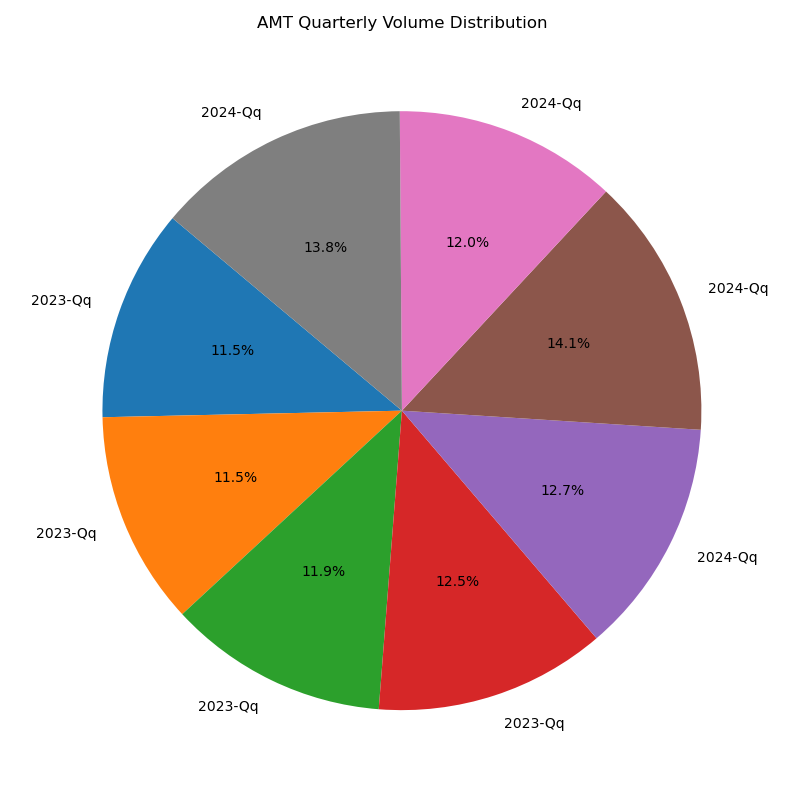 AMT Quarterly Volume Distribution
2024-Qq
2024-Qq
13.8%
12.0%
2024-Qq
2023-Qq
14.1%
11.5%
11.5%
12.7%
2023-Qq
2024-Qq
11.9%
12.5%
2023-Qq
2023-Qq